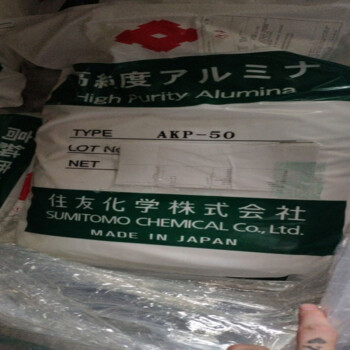 高純度アルミナ
High Purity Alumina
TYPE AKP-50
LOT No
NET
住友化学株式会社
SUMITOMO CHEMICAL Co., Ltd.
MADE IN JAPAN